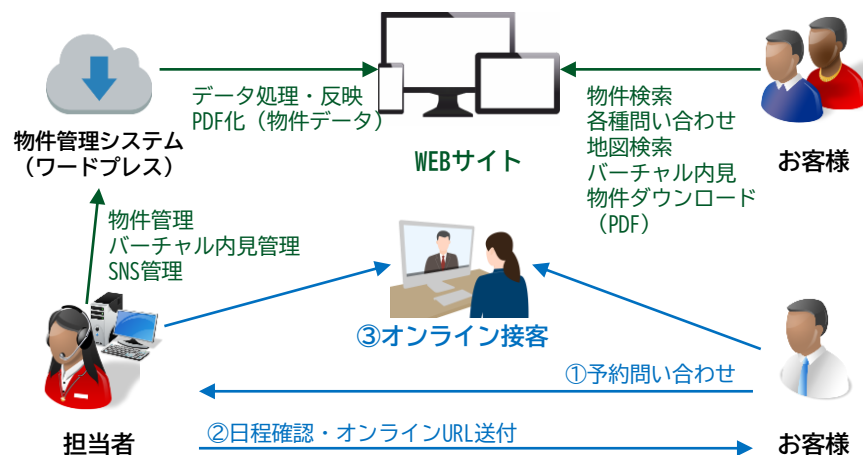 データ処理・反映
PDF化（物件データ）
物件管理システム
（ワードプレス）
WEBサイト
物件検索
各種問い合わせ
地図検索
バーチャル内見
物件ダウンロード
（PDF）
お客様
物件管理
バーチャル内見管理
SNS管理
③オンライン接客
①予約問い合わせ
②日程確認・オンラインURL送付
担当者
お客様